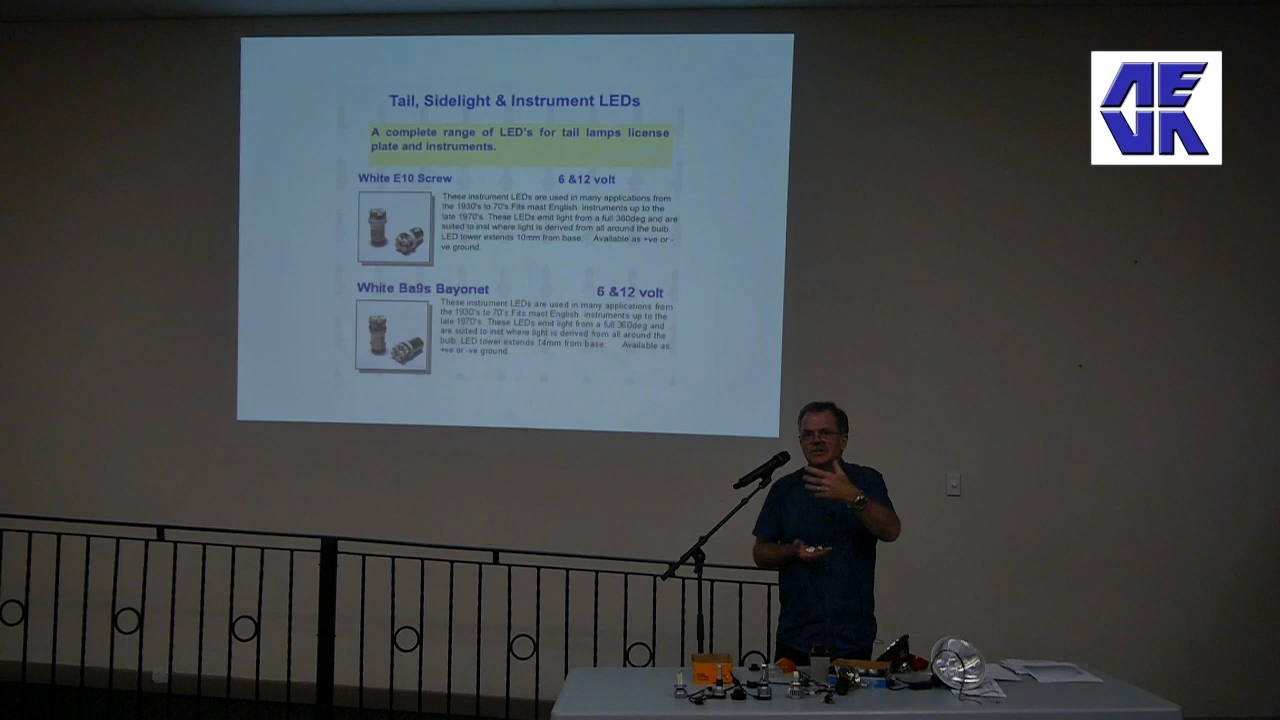 Tail, Sidelight & Instrument LEDs
A complete range of LED's for tail lamps license
plate and instruments.
White E10 Screw 6 &12 volt
These instrument LEDs are used in many applications from
the 1930's to 70's.Fits mast English instruments up to the
late 1970's. These LEDs emit light from a full 360deg and are
suited to inst where light is derived from all around the bulb.
LED tower extends 10mm from base. Available as +ve or -
ve ground.
White Ba9s Bayonet 6 &12 volt
These instrument LEDs are used in many applications from
the 1930's to 70's.Fits mast English instruments up to the
late 1970's. These LEDs emit light from a full 360deg and
are suited to inst where light is derived from all around the
bulb. LED tower extends 14mm from base. Available as
+ve or -ve ground.